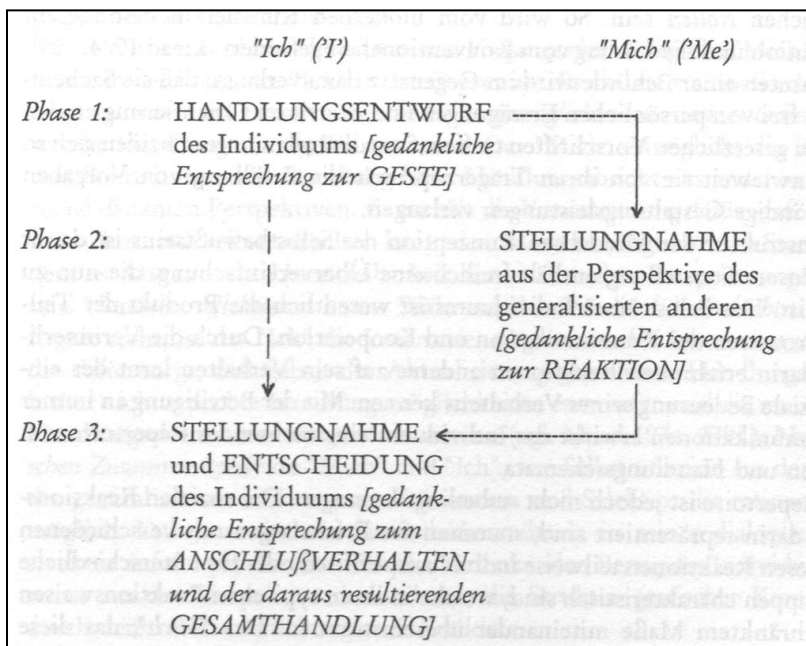 "Ich" ('I') "Mich" ('Me')
Phase 1: HANDLUNGSENTWURF
des Individuums [gedankliche
Entsprechung zur GESTE]
Phase 2: STELLUNGNAHME
aus der Perspektive des
generalisierten anderen
[gedankliche Entsprechung
zur REAKTION]
Phase 3: STELLUNGNAHME
und ENTSCHEIDUNG
des Individuums [gedank-
liche Entsprechung zum
ANSCHLUßVERHALTEN
und der daraus resultierenden
GESAMTHANDLUNG]